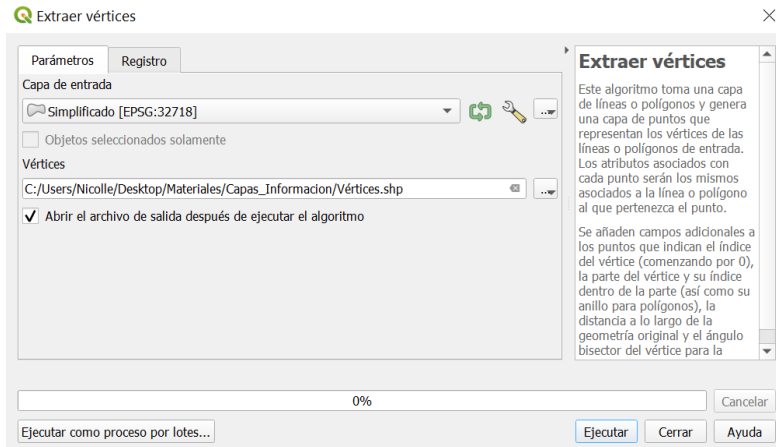 Extraer vértices
Parámetros
Registro
Capa de entrada
Simplificado [EPSG:32718]
Objetos seleccionados solamente
Vértices
C:/Users/Nicolle/Desktop/Materiales/Capas_Informacion/Vértices.shp
Abrir el archivo de salida después de ejecutar el algoritmo
Extraer vértices
Este algoritmo toma una capa
de líneas o polígonos y genera
una capa de puntos que
representan los vértices de las
líneas o polígonos de entrada.
Los atributos asociados con
cada punto serán los mismos
asociados a la línea o polígono
al que pertenezca el punto.
Se añaden campos adicionales a
los puntos que indican el índice
del vértice (comenzando por 0),
la parte del vértice y su índice
dentro de la parte (así como su
anillo para polígonos), la
distancia a lo largo de la
geometría original y el ángulo
bisector del vértice para la
0%
Cancelar
Ejecutar como proceso por lotes...
Ejecutar
Cerrar
Ayuda